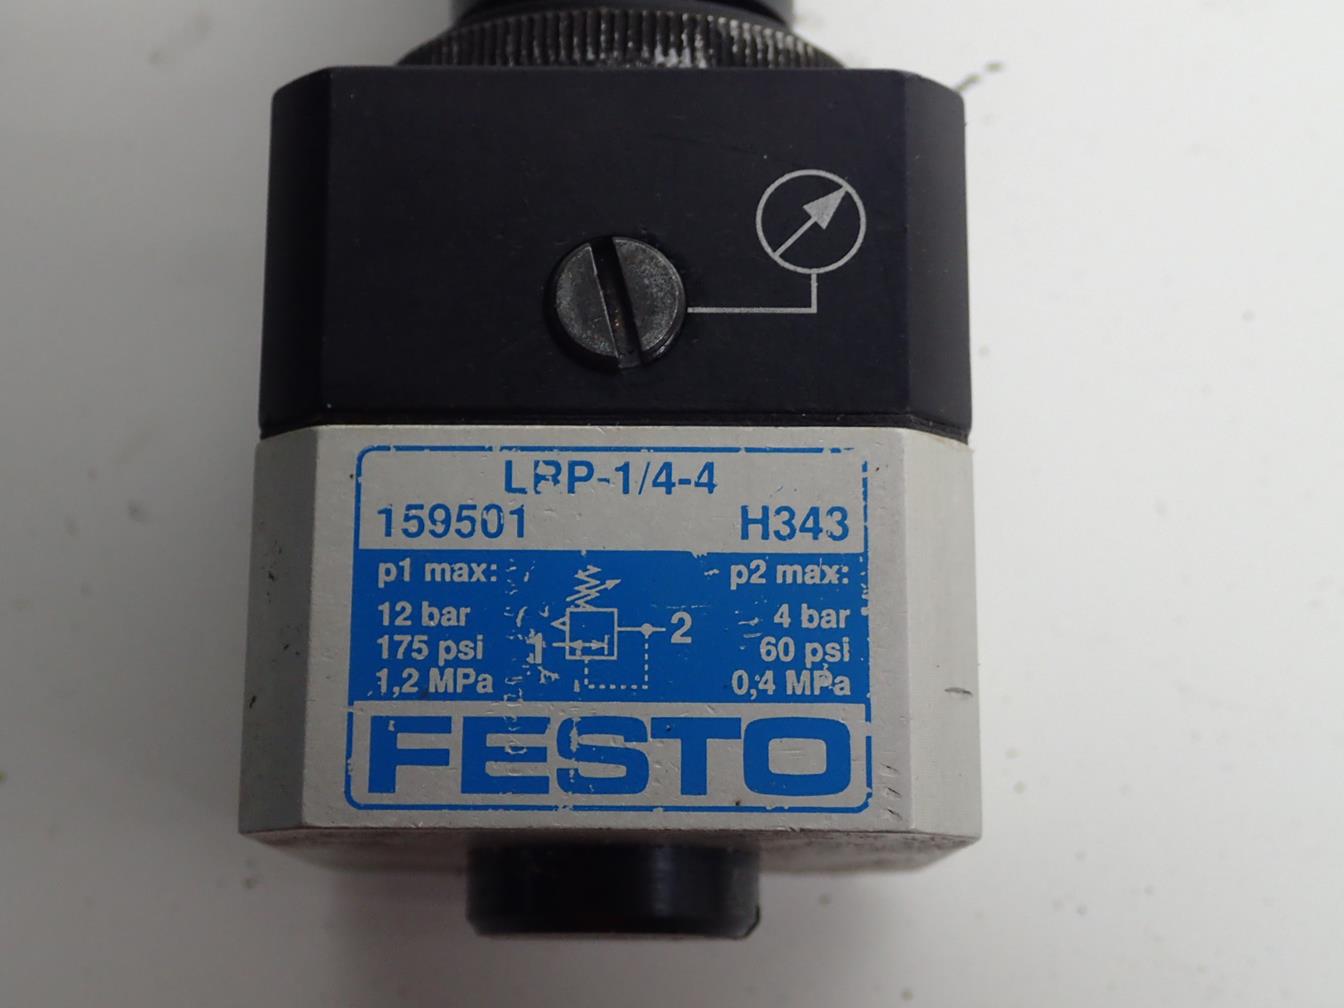 LRP-1/4-4
159501 H343
p1 max: p2 max:
12 bar 4 bar
175 psi 1 2 60 psi
1,2 MPa 0,4 MPa
FESTO